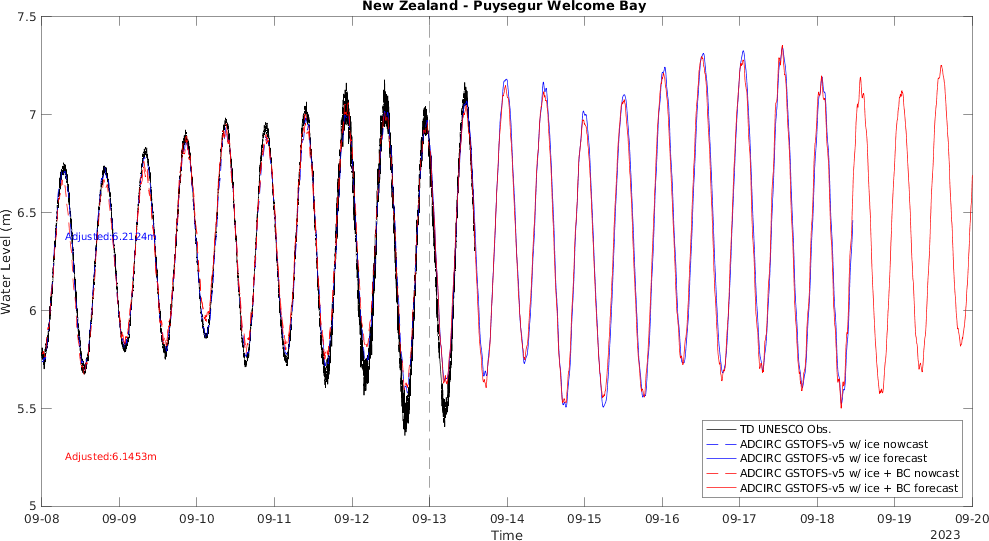 New Zealand - Puysegur Welcome Bay
7.5
7
6.5
6
5.5
5
Water Level (m)
Adjusted:6.2124m
Adjusted:6.1453m
TD UNESCO Obs.
ADCIRC GSTOFS-v5 w/ ice nowcast
ADCIRC GSTOFS-v5 w/ ice forecast
ADCIRC GSTOFS-v5 w/ ice + BC nowcast
ADCIRC GSTOFS-v5 w/ ice + BC forecast
09-08 09-09 09-10 09-11 09-12 09-13 09-14 09-15 09-16 09-17 09-18 09-19 09-20
Time
2023